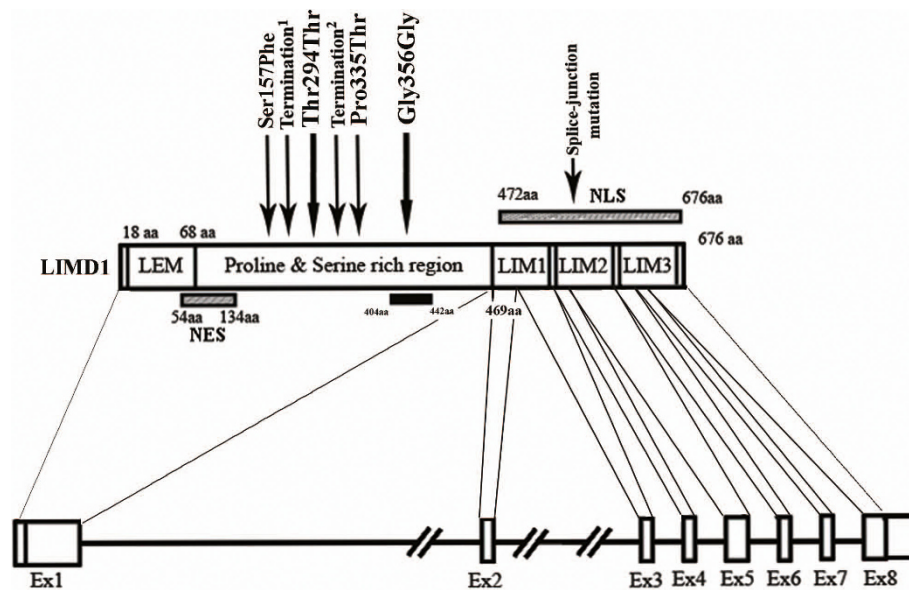 Ser157Phe
Termination1
Thr294Thr
Termination2
Pro335Thr
Gly356Gly
Splice-junction
mutation
472aa
NLS
676aa
18 aa
68 aa
676 aa
LIMD1
LEM
Proline & Serine rich region
LIM1
LIM2
LIM3
54aa
134aa
NES
404aa
442aa
469aa
Ex1
Ex2
Ex3
Ex4
Ex5
Ex6
Ex7
Ex8